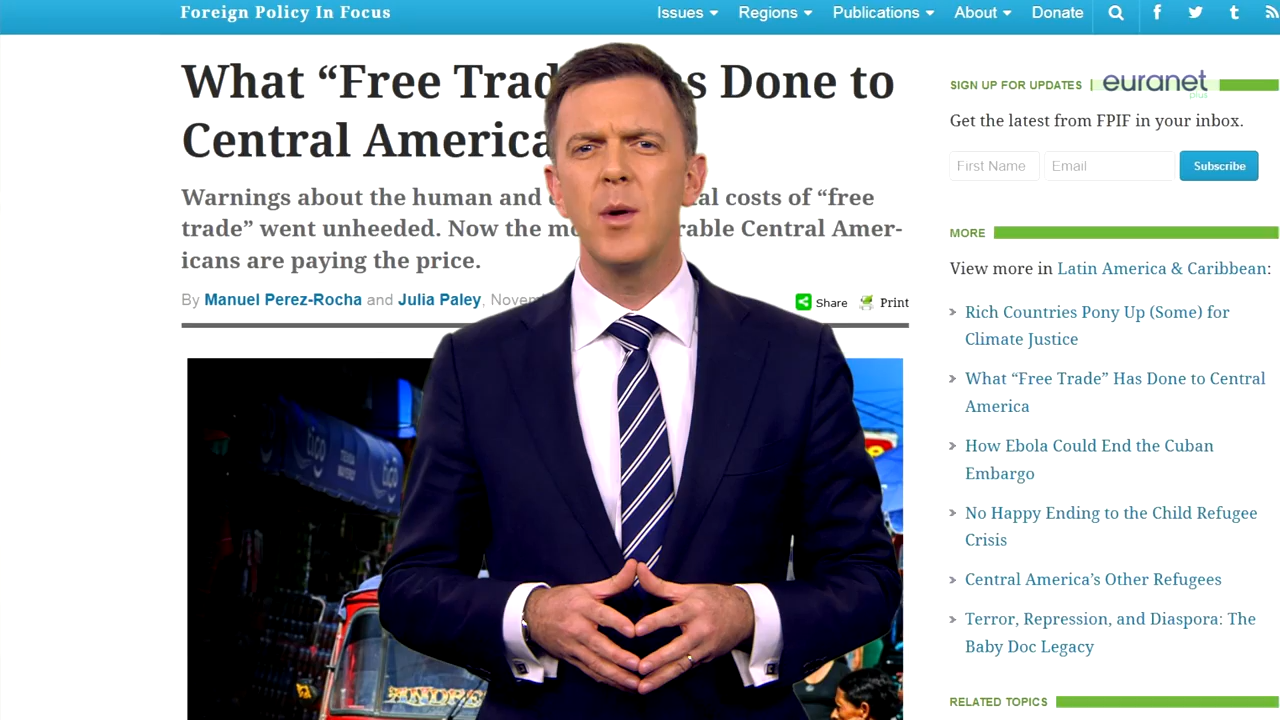 Foreign Policy In Focus
Issues Regions Publications About Donate
What “Free Trad s Done to
Central America
Warnings about the human and al costs of “free
trade” went unheeded. Now the m rable Central Amer-
icans are paying the price.
By Manuel Perez-Rocha and Julia Paley, Novem
Share Print
tigo
tigo
ANDRE
SIGN UP FOR UPDATES
euranet
plus
Get the latest from FPIF in your inbox.
First Name Email Subscribe
MORE
View more in Latin America & Caribbean:
Rich Countries Pony Up (Some) for
Climate Justice
What “Free Trade” Has Done to Central
America
How Ebola Could End the Cuban
Embargo
No Happy Ending to the Child Refugee
Crisis
Central America’s Other Refugees
Terror, Repression, and Diaspora: The
Baby Doc Legacy
RELATED TOPICS